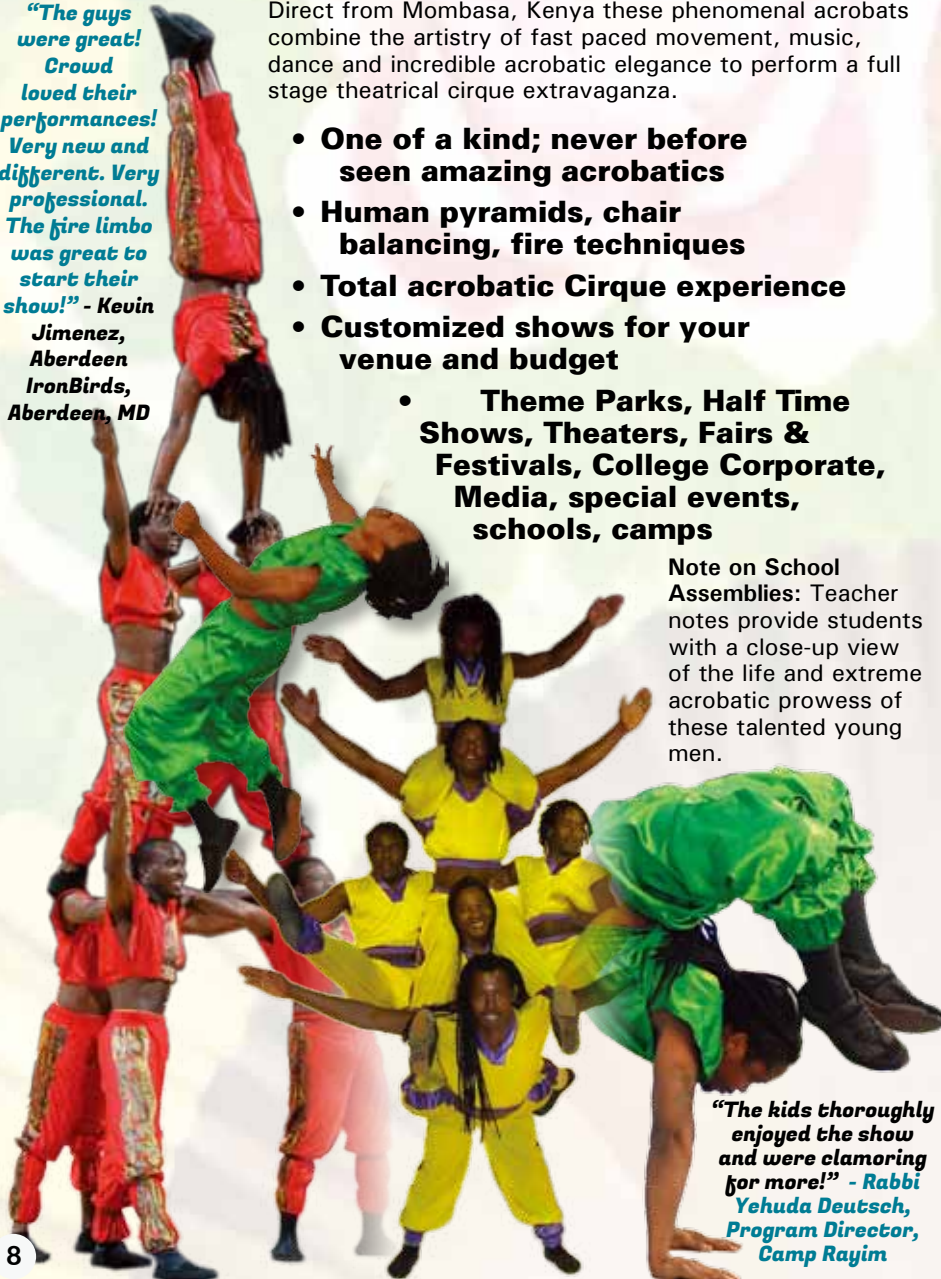 “The guys
were great!
Crowd
loved their
performances!
Very new and
different. Very
professional.
The fire limbo
was great to
start their
show!” - Kevin
Jimenez,
Aberdeen
IronBirds,
Aberdeen, MD
Direct from Mombasa, Kenya these phenomenal acrobats
combine the artistry of fast paced movement, music,
dance and incredible acrobatic elegance to perform a full
stage theatrical cirque extravaganza.
• One of a kind; never before
seen amazing acrobatics
• Human pyramids, chair
balancing, fire techniques
• Total acrobatic Cirque experience
• Customized shows for your
venue and budget
• Theme Parks, Half Time
Shows, Theaters, Fairs &
Festivals, College Corporate,
Media, special events,
schools, camps
Note on School
Assemblies: Teacher
notes provide students
with a close-up view
of the life and extreme
acrobatic prowess of
these talented young
men.
“The kids thoroughly
enjoyed the show
and were clamoring
for more!” - Rabbi
Yehuda Deutsch,
Program Director,
Camp Rayim
8